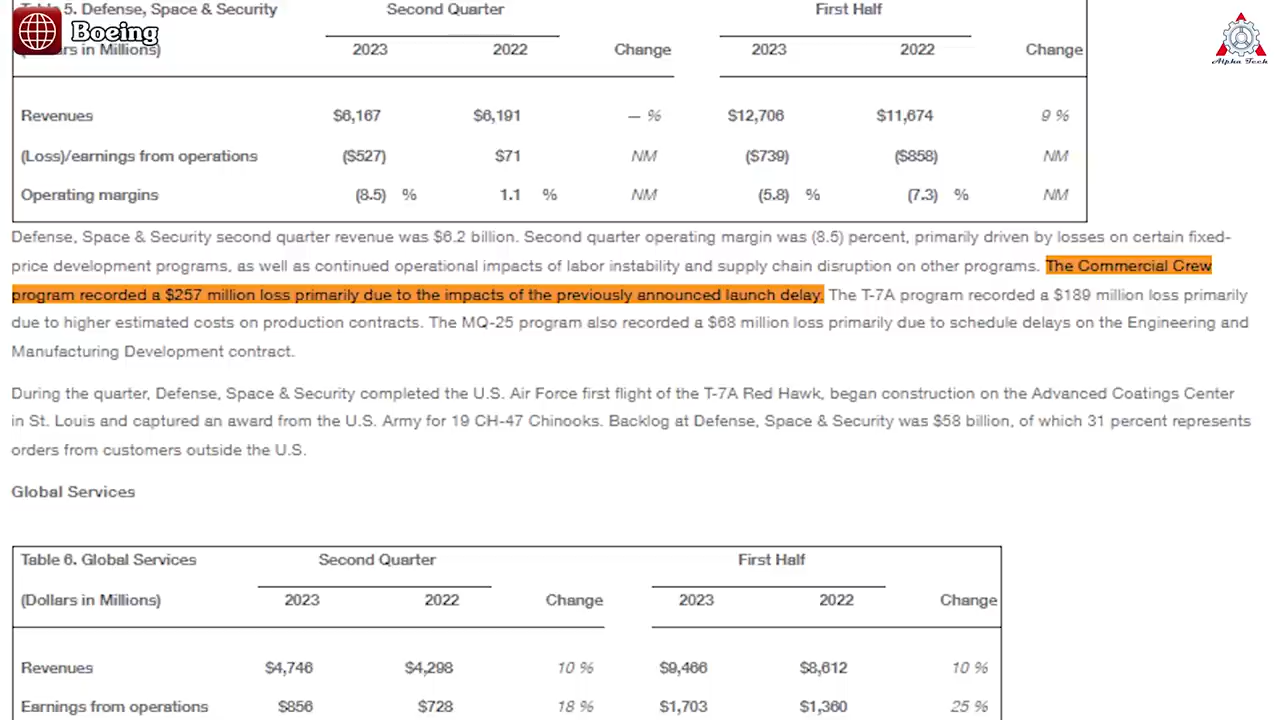 Table 5. Defense, Space & Security Second Quarter First Half
Boeing
Alpha Tech
(Dollars in Millions) 2023 2022 Change 2023 2022 Change
Revenues $6,167 $6,191 — % $12,706 $11,674 9 %
(Loss)/earnings from operations ($527) $71 NM ($739) ($858) NM
Operating margins (8.5) % 1.1 % NM (5.8) % (7.3) % NM
Defense, Space & Security second quarter revenue was $6.2 billion. Second quarter operating margin was (8.5) percent, primarily driven by losses on certain fixed-
price development programs, as well as continued operational impacts of labor instability and supply chain disruption on other programs. The Commercial Crew
program recorded a $257 million loss primarily due to the impacts of the previously announced launch delay. The T-7A program recorded a $189 million loss primarily
due to higher estimated costs on production contracts. The MQ-25 program also recorded a $68 million loss primarily due to schedule delays on the Engineering and
Manufacturing Development contract.
During the quarter, Defense, Space & Security completed the U.S. Air Force first flight of the T-7A Red Hawk, began construction on the Advanced Coatings Center
in St. Louis and captured an award from the U.S. Army for 19 CH-47 Chinooks. Backlog at Defense, Space & Security was $58 billion, of which 31 percent represents
orders from customers outside the U.S.
Global Services
Table 6. Global Services Second Quarter First Half
(Dollars in Millions) 2023 2022 Change 2023 2022 Change
Revenues $4,746 $4,298 10 % $9,466 $8,612 10 %
Earnings from operations $856 $728 18 % $1,703 $1,360 25 %